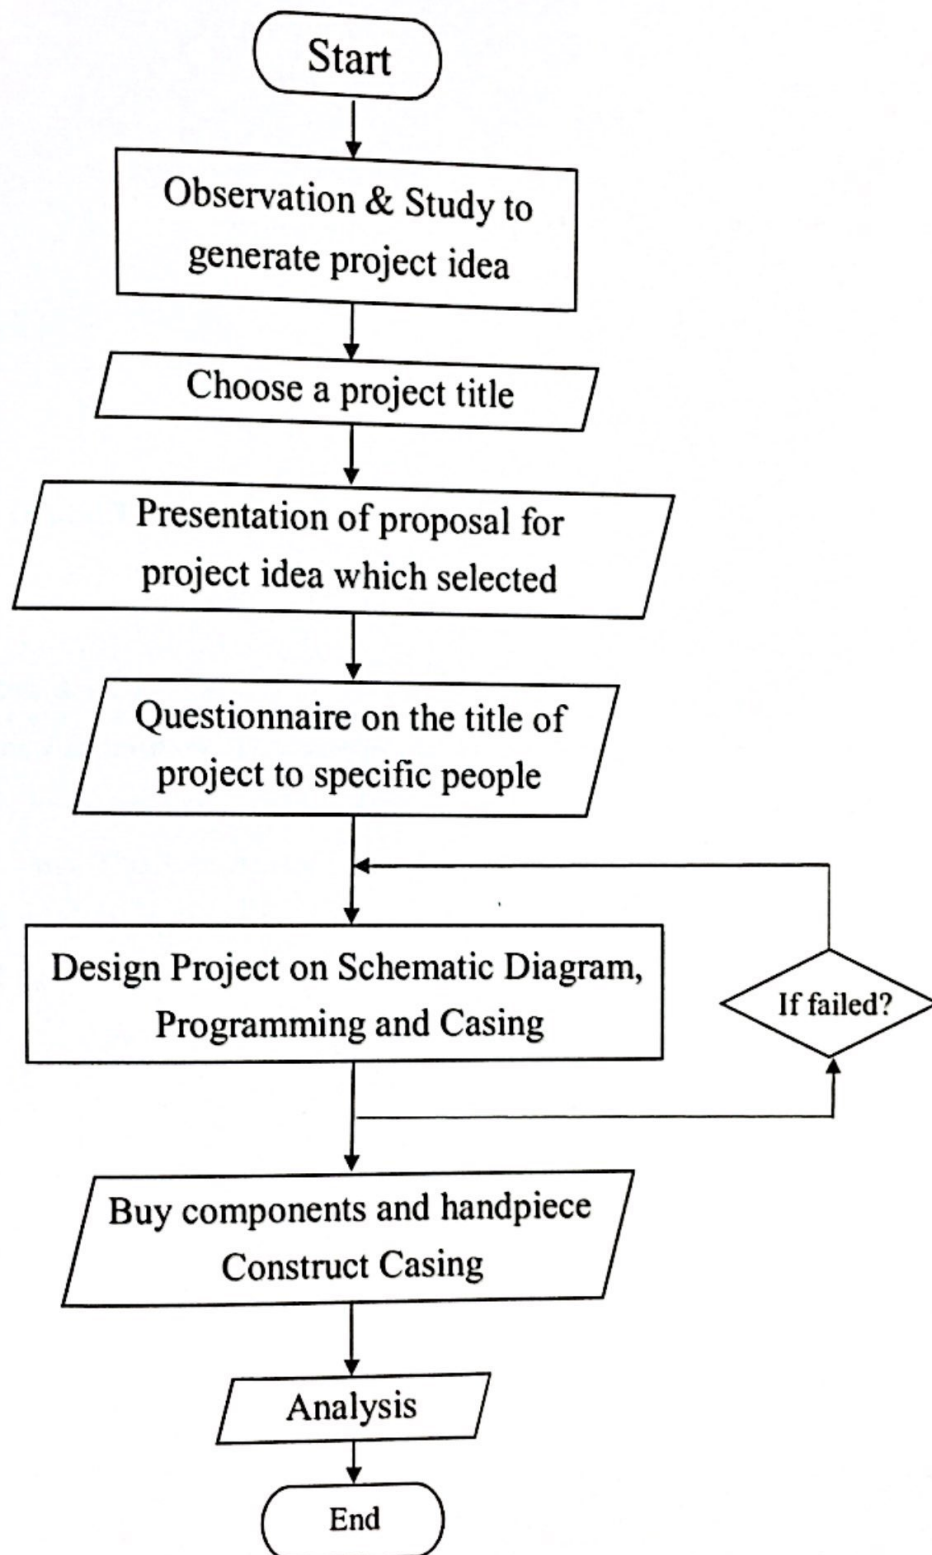 Start
Observation & Study to
generate project idea
Choose a project title
Presentation of proposal for
project idea which selected
Questionnaire on the title of
project to specific people
Design Project on Schematic Diagram,
Programming and Casing
If failed?
Buy components and handpiece
Construct Casing
Analysis
End